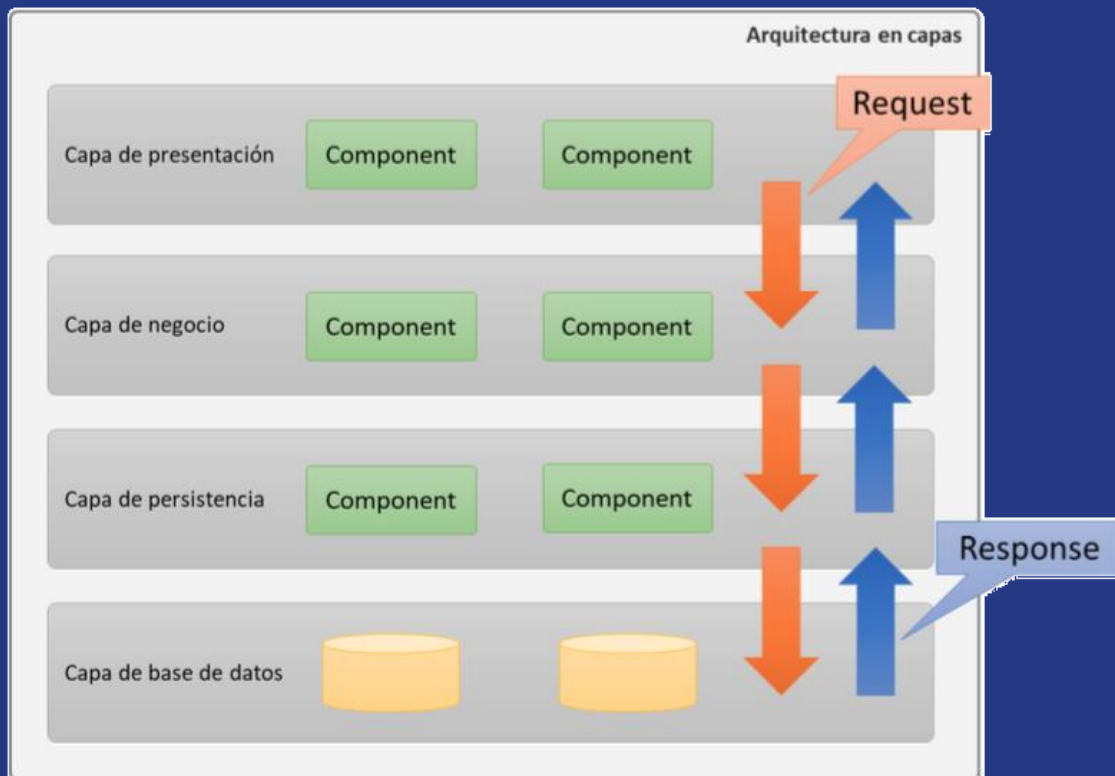 Arquitectura en capas
Request
Capa de presentación
Component
Component
Capa de negocio
Component
Component
Capa de persistencia
Component
Component
Response
Capa de base de datos